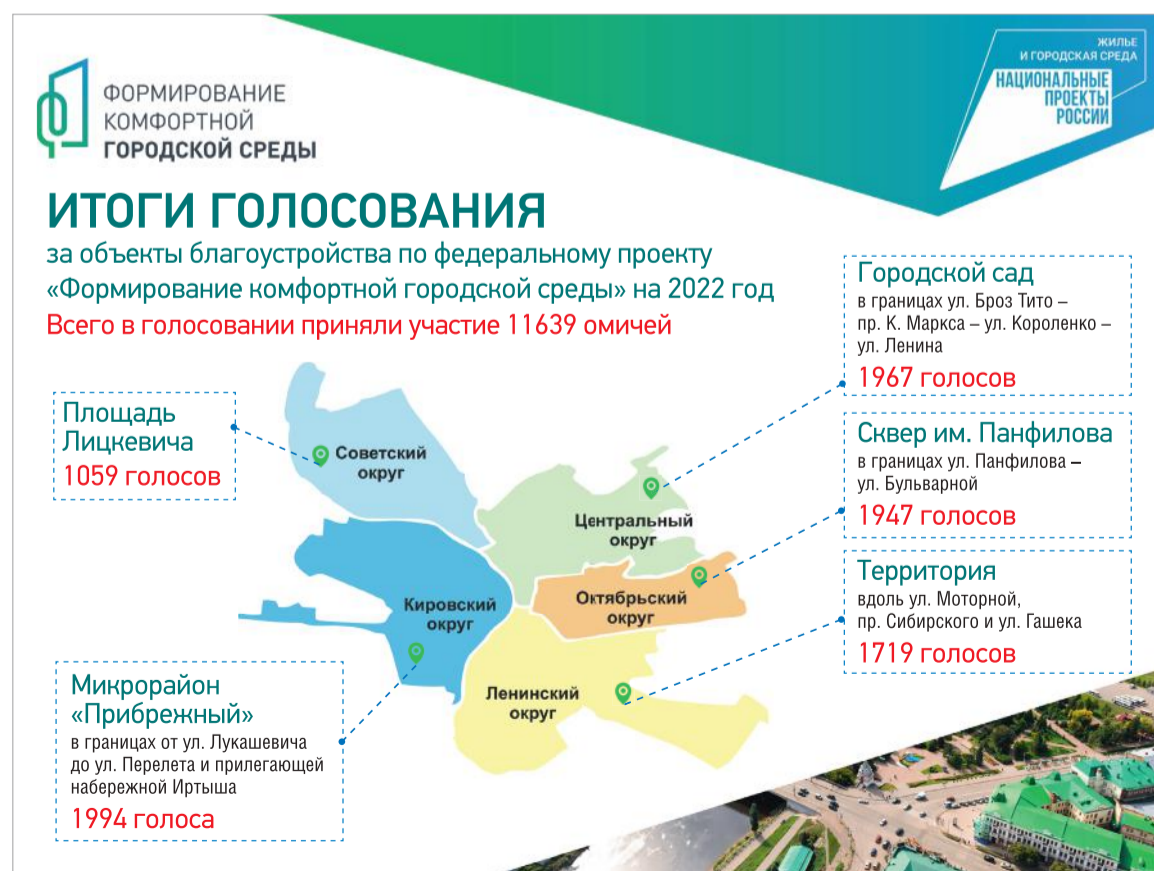 ФОРМИРОВАНИЕ
КОМФОРТНОЙ
ГОРОДСКОЙ СРЕДЫ
ЖИЛЬЕ
И ГОРОДСКАЯ СРЕДА
НАЦИОНАЛЬНЫЕ
ПРОЕКТЫ
РОССИИ
ИТОГИ ГОЛОСОВАНИЯ
за объекты благоустройства по федеральному проекту
«Формирование комфортной городской среды» на 2022 год
Всего в голосовании приняли участие 11639 омичей
Площадь
Лицкевича
1059 голосов
Советский
округ
Центральный
округ
Кировский
округ
Октябрьский
округ
Ленинский
округ
Городской сад
в границах ул. Броз Тито –
пр. К. Маркса – ул. Короленко –
ул. Ленина
1967 голосов
Сквер им. Панфилова
в границах ул. Панфилова –
ул. Бульварной
1947 голосов
Территория
вдоль ул. Моторной,
пр. Сибирского и ул. Гашека
1719 голосов
Микрорайон
«Прибрежный»
в границах от ул. Лукашевича
до ул. Перелета и прилегающей
набережной Иртыша
1994 голоса